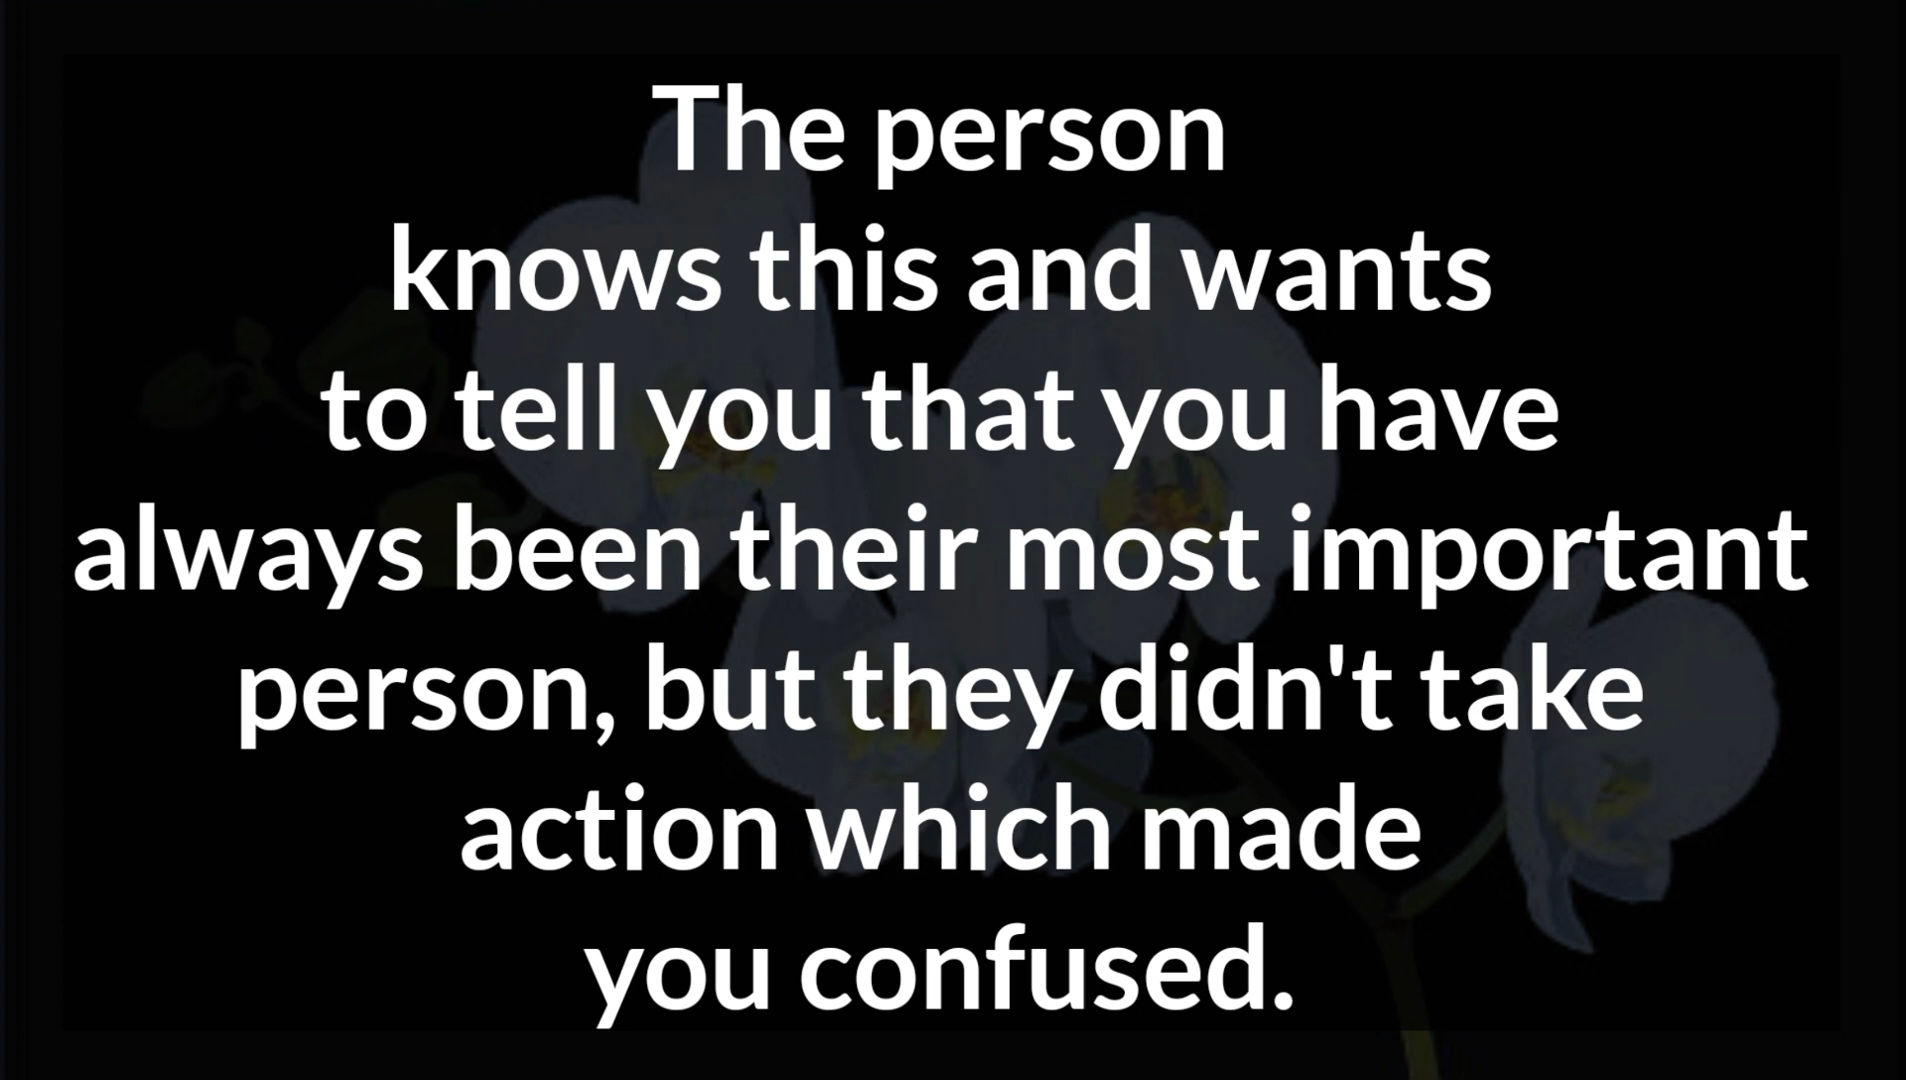 The person
knows this and wants
to tell you that you have
always been their most important
person, but they didn't take
action which made
you confused.